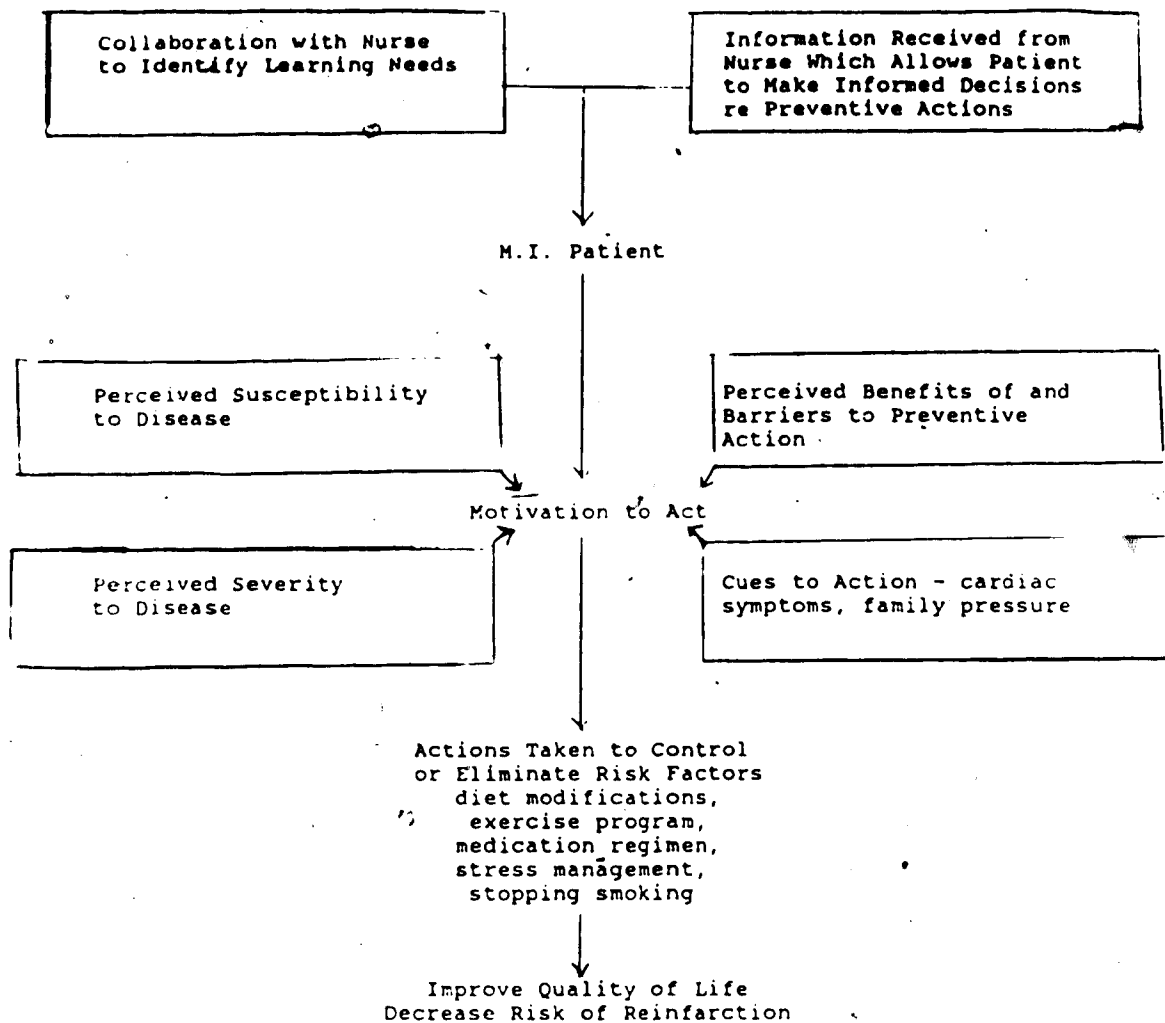 Collaboration with Nurse
to Identify Learning Needs
Information Received from
Nurse Which Allows Patient
to Make Informed Decisions
re Preventive Actions
M.I. Patient
Perceived Susceptibility
to Disease
Perceived Benefits of and
Barriers to Preventive
Action
Motivation to Act
Perceived Severity
to Disease
Cues to Action - cardiac
symptoms, family pressure
Actions Taken to Control
or Eliminate Risk Factors
diet modifications,
exercise program,
medication regimen,
stress management,
stopping smoking
Improve Quality of Life
Decrease Risk of Reinfarction